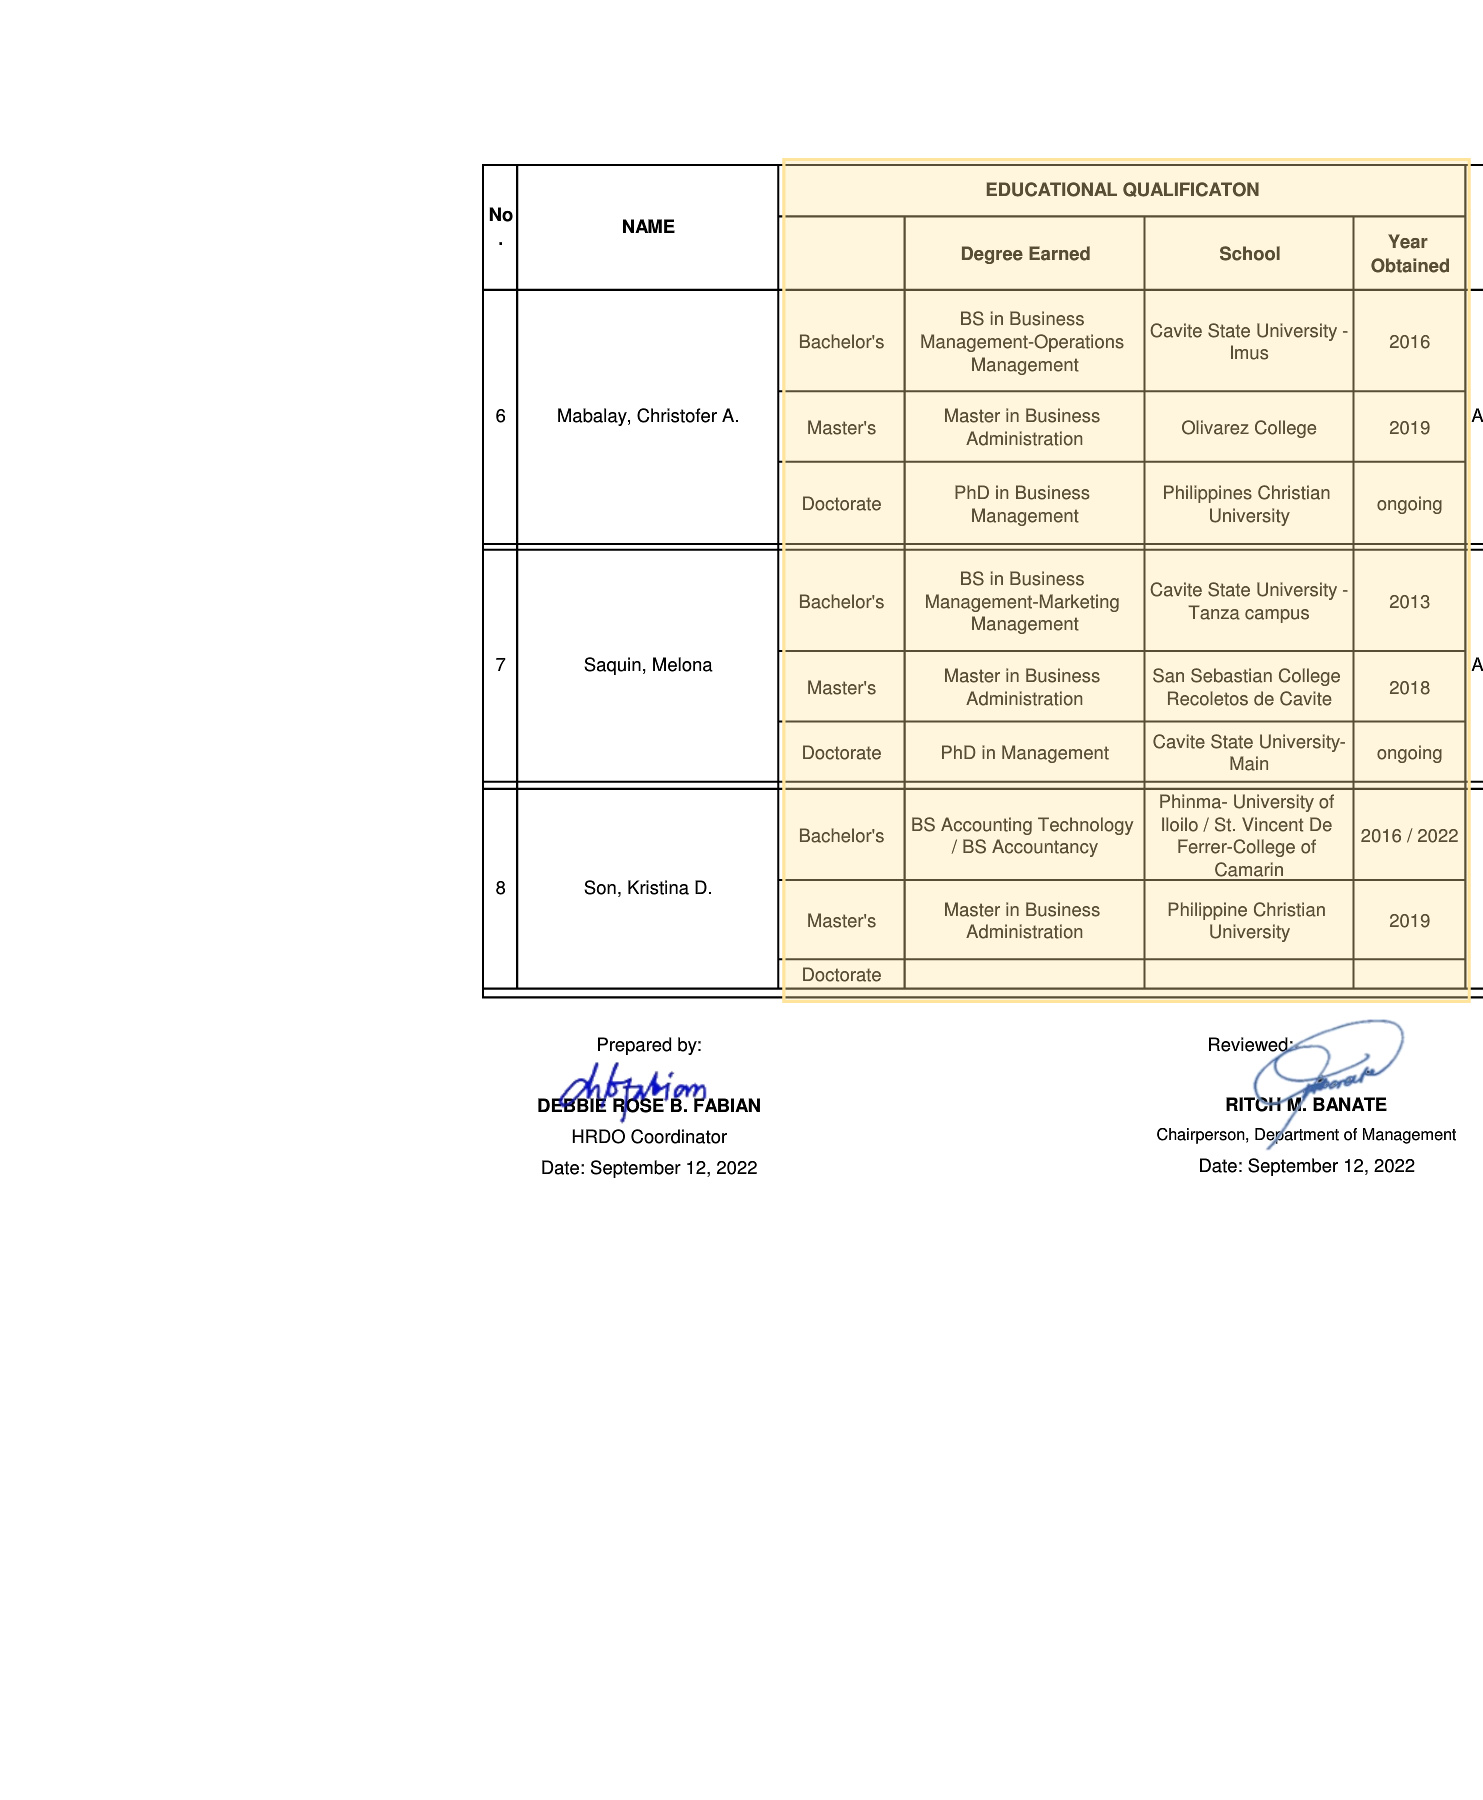 No
.
NAME
EDUCATIONAL QUALIFICATON
Degree Earned
School
Year
Obtained
6
Mabalay, Christofer A.
Bachelor's
BS in Business
Management-Operations
Management
Cavite State University -
Imus
2016
Master's
Master in Business
Administration
Olivarez College
2019
Doctorate
PhD in Business
Management
Philippines Christian
University
ongoing
A
7
Saquin, Melona
Bachelor's
BS in Business
Management-Marketing
Management
Cavite State University -
Tanza campus
2013
Master's
Master in Business
Administration
San Sebastian College
Recoletos de Cavite
2018
Doctorate
PhD in Management
Cavite State University-
Main
ongoing
A
8
Son, Kristina D.
Bachelor's
BS Accounting Technology
/ BS Accountancy
Phinma- University of
Iloilo / St. Vincent De
Ferrer-College of
Camarin
2016 / 2022
Master's
Master in Business
Administration
Philippine Christian
University
2019
Doctorate
Prepared by:
DEBBIE ROSE B. FABIAN
HRDO Coordinator
Date: September 12, 2022
Reviewed:
RITCH M. BANATE
Chairperson, Department of Management
Date: September 12, 2022